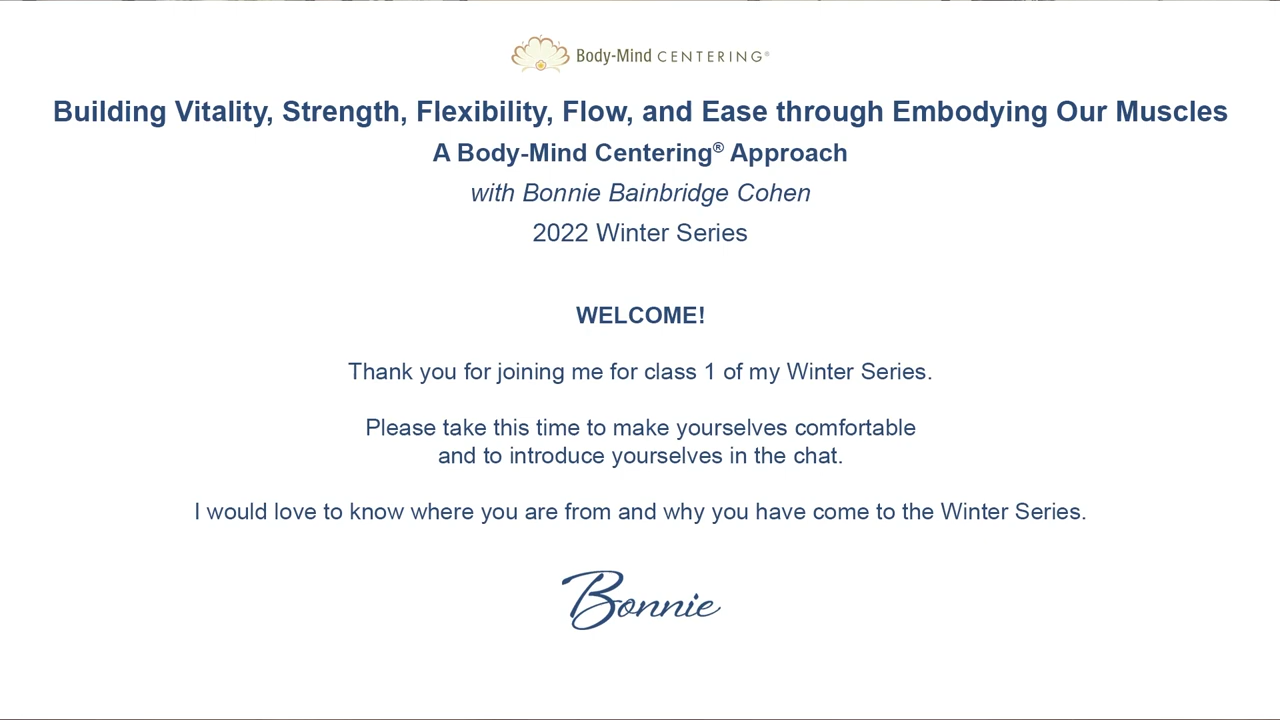 Body-Mind CENTERING®
Building Vitality, Strength, Flexibility, Flow, and Ease through Embodying Our Muscles
A Body-Mind Centering® Approach
with Bonnie Bainbridge Cohen
2022 Winter Series
WELCOME!
Thank you for joining me for class 1 of my Winter Series.
Please take this time to make yourselves comfortable
and to introduce yourselves in the chat.
I would love to know where you are from and why you have come to the Winter Series.
Bonnie